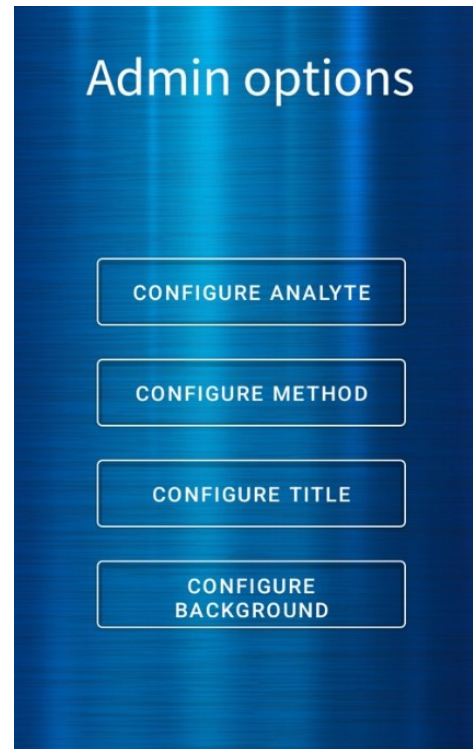 Admin options
CONFIGURE ANALYTE
CONFIGURE METHOD
CONFIGURE TITLE
CONFIGURE
BACKGROUND